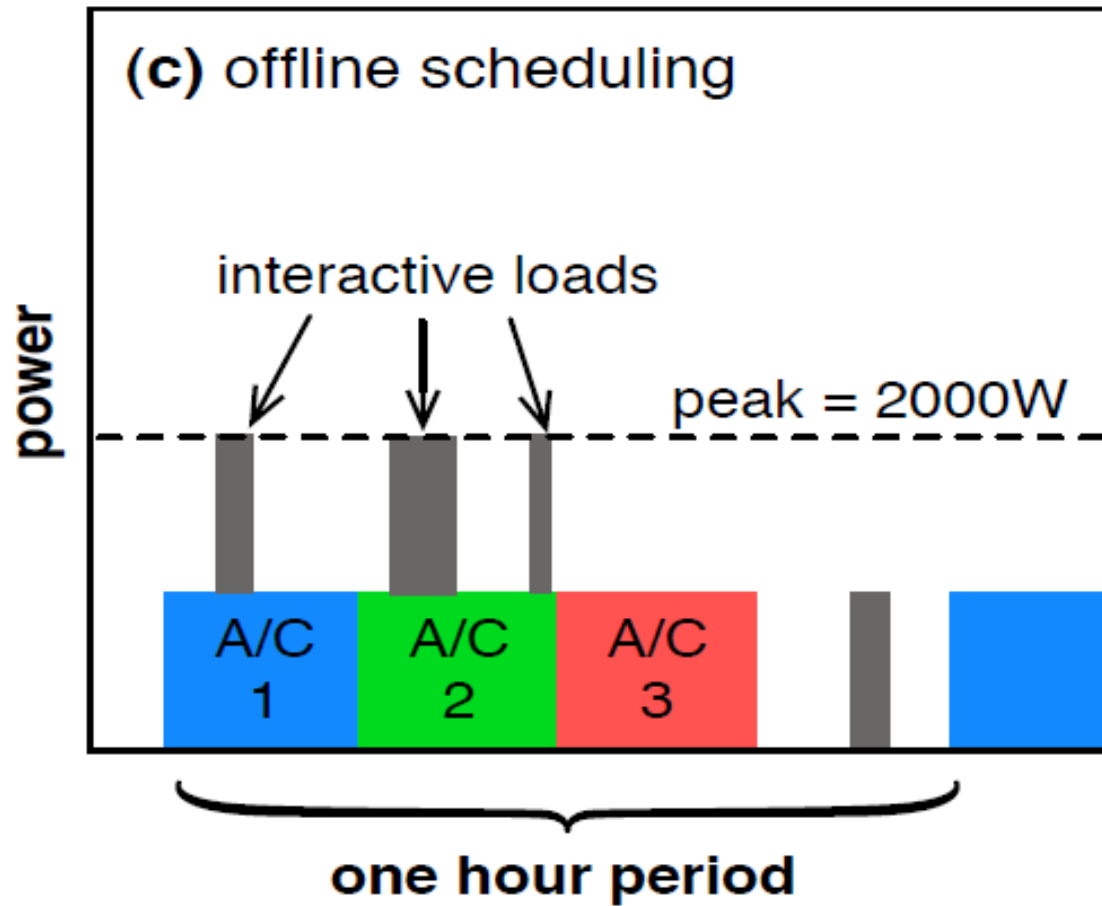 (c) offline scheduling
interactive loads
power
peak = 2000W
A/C
1
A/C
2
A/C
3
one hour period